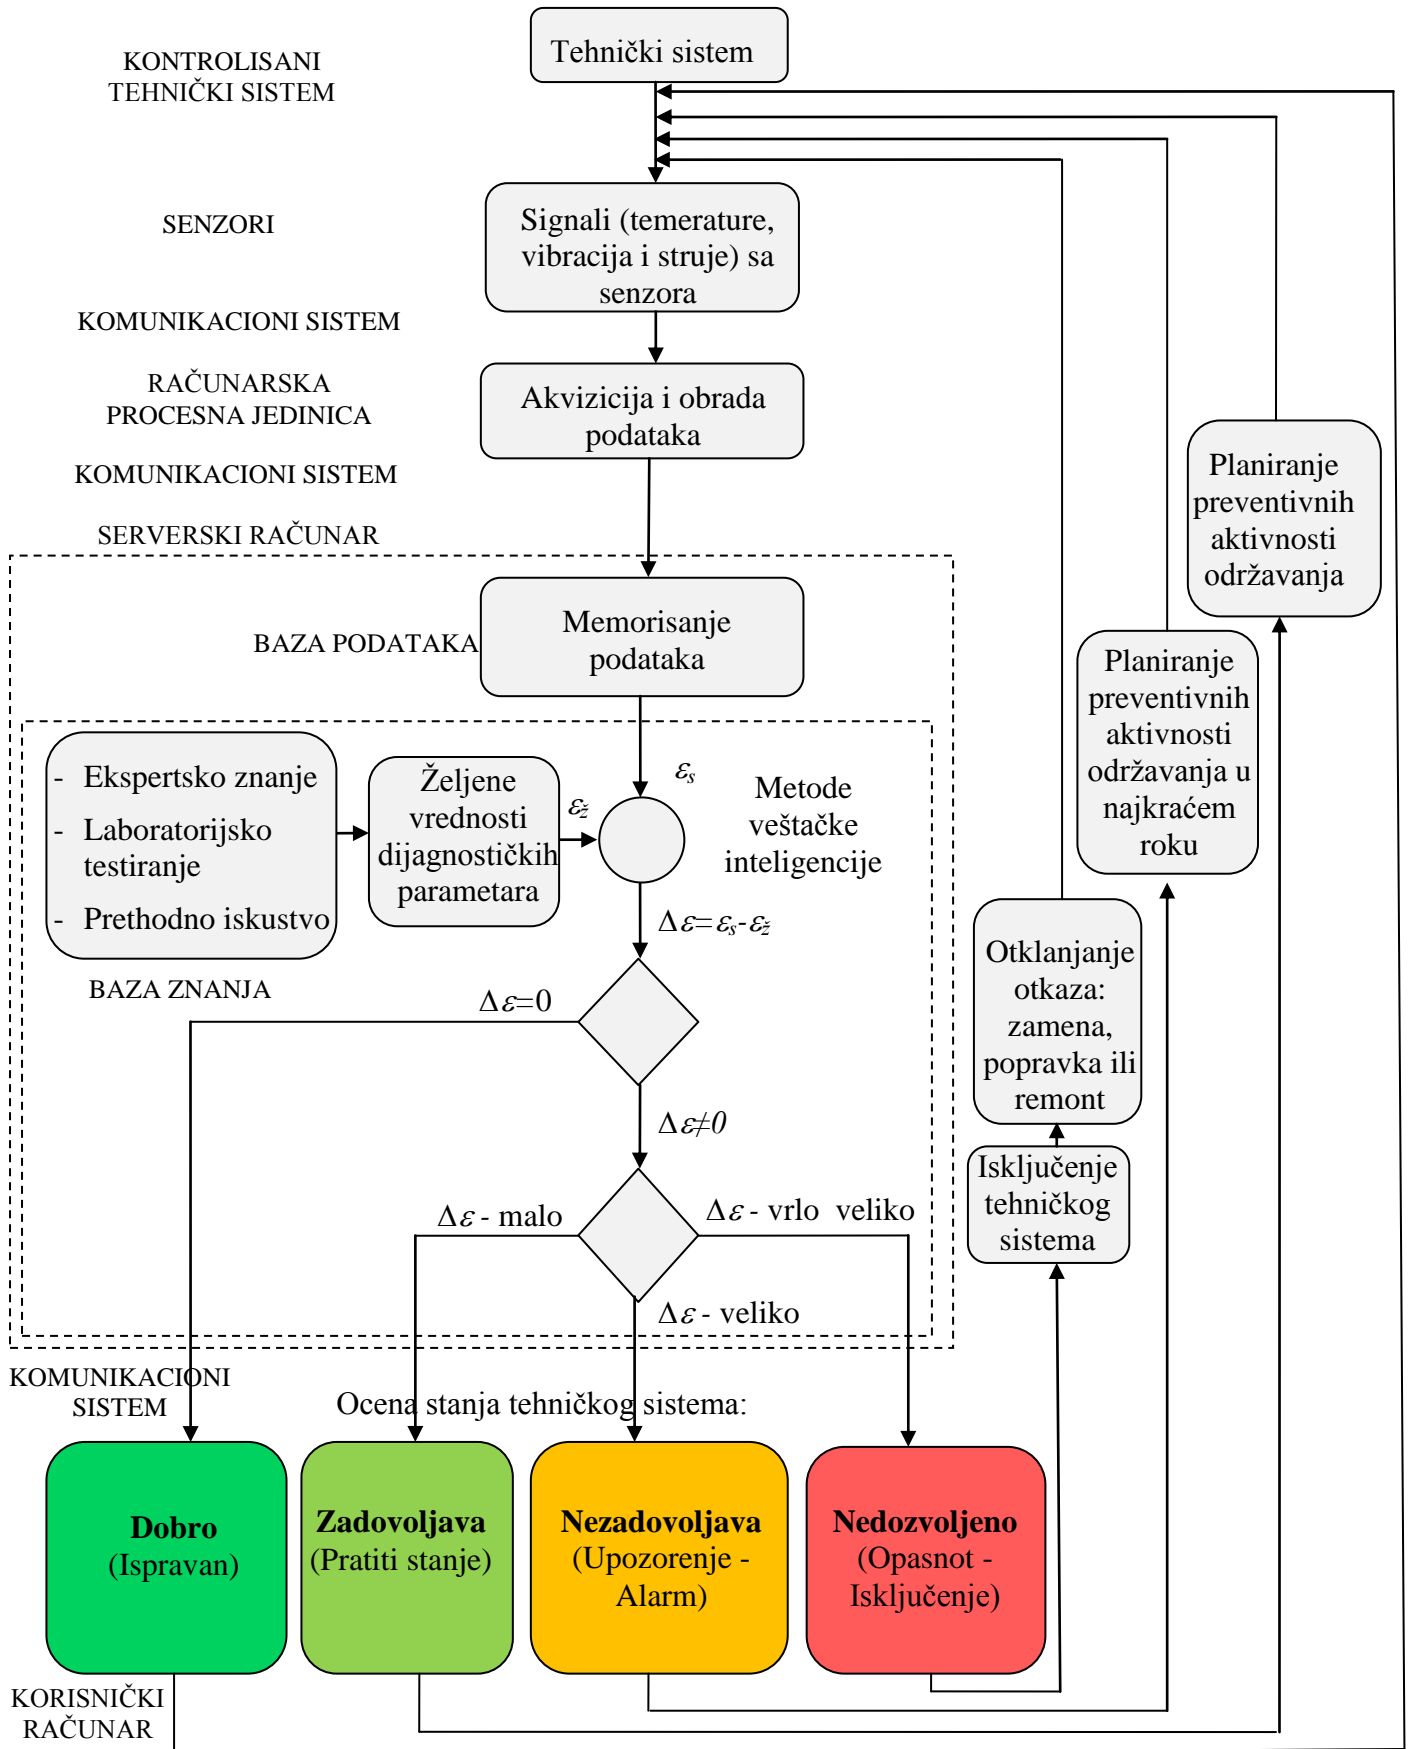 Tehnički sistem
KONTROLISANI
TEHNIČKI SISTEM
SENZORI
Signali (temerature,
vibracija i struje) sa
senzora
KOMUNIKACIONI SISTEM
RAČUNARSKA
PROCESNA JEDINICA
Akvizicija i obrada
podataka
KOMUNIKACIONI SISTEM
SERVERSKI RAČUNAR
Planiranje
preventivnih
aktivnosti
održavanja
BAZA PODATAKA
Memorisanje
podataka
Planiranje
preventivnih
aktivnosti
održavanja u
najkraćem
roku
- Ekspertsko znanje
- Laboratorijsko
testiranje
- Prethodno iskustvo
Željene
vrednosti
dijagnostičkih
parametara
εž
εs
Metode
veštačke
inteligencije
Δε=εs-εž
BAZA ZNANJA
Δε=0
Otklanjanje
otkaza:
zamena,
popravka ili
remont
Δε≠0
Isključenje
tehničkog
sistema
Δε - malo
Δε - vrlo veliko
Δε - veliko
KOMUNIKACIONI
SISTEM
Ocena stanja tehničkog sistema:
Dobro
(Ispravan)
Zadovoljava
(Pratiti stanje)
Nezadovoljava
(Upozorenje -
Alarm)
Nedozvoljeno
(Opasnot -
Isključenje)
KORISNIČKI
RAČUNAR